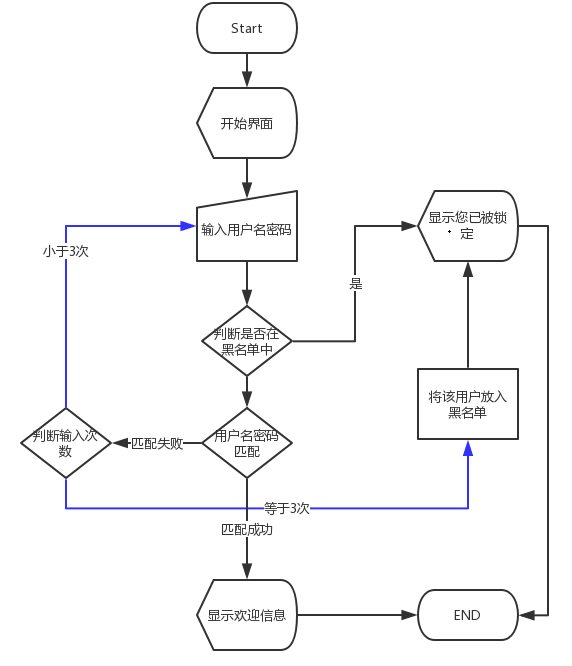 Start
开始界面
输入用户名密码
显示您已被锁
定
小于3次
是
判断是否在
黑名单中
将该用户放入
黑名单
判断输入次
数
匹配失败
用户名密码
匹配
等于3次
匹配成功
显示欢迎信息
END